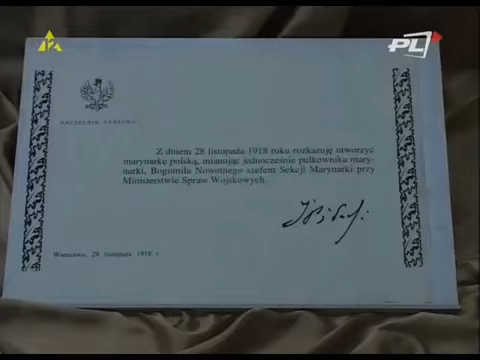 12
PL
NACZELNIK PAŃSTWA
Z dniem 28 listopada 1918 roku rozkazuję utworzyć
marynarkę polską, mianując jednocześnie pułkownika mary-
narki, Bogumiła Nowotnego szefem Sekcji Marynarki przy
Ministerstwie Spraw Wojskowych.
Warszawa, 28 listopada 1918 r